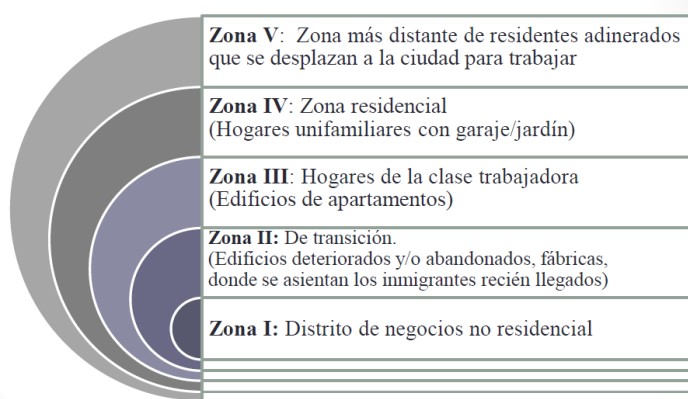 Zona V:  Zona más distante de residentes adinerados
que se desplazan a la ciudad para trabajar
Zona IV: Zona residencial
(Hogares unifamiliares con garaje/jardín)
Zona III: Hogares de la clase trabajadora
(Edificios de apartamentos)
Zona II: De transición.
(Edificios deteriorados y/o abandonados, fábricas,
donde se asientan los inmigrantes recién llegados)
Zona I: Distrito de negocios no residencial